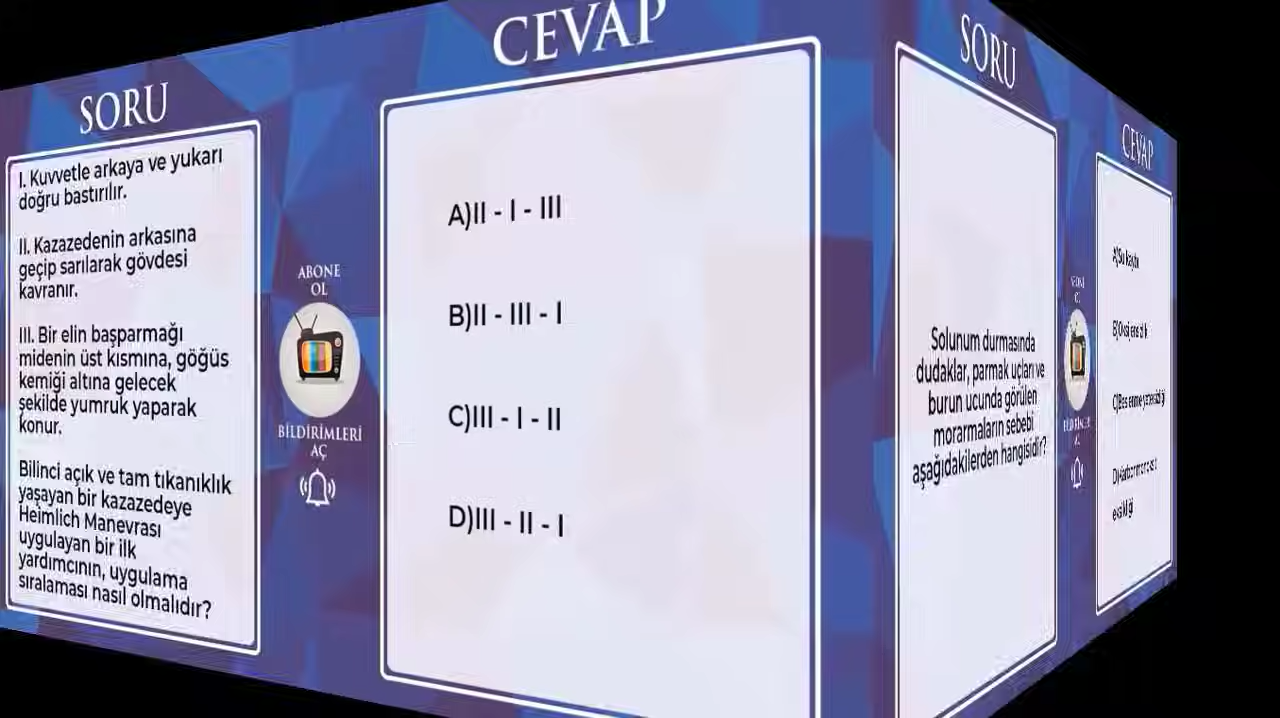 SORU
I. Kuvvetle arkaya ve yukarı
doğru bastırılır.
II. Kazazedenin arkasına
geçip sarılarak gövdesi
kavranır.
III. Bir elin başparmağı
midenin üst kısmına, göğüs
kemiği altına gelecek
şekilde yumruk yaparak
konur.
Bilinci açık ve tam tıkanıklık
yaşayan bir kazazedeye
Heimlich Manevrası
uygulayan bir ilk
yardımcının, uygulama
sıralaması nasıl olmalıdır?
ABONE
OL
BİLDİRİMLERİ
AÇ
CEVAP
A)II - I - III
B)II - III - I
C)III - I - II
D)III - II - I
SORU
Solunum durmasında
dudaklar, parmak uçları ve
burun ucunda görülen
morarmaların sebebi
aşağıdakilerden hangisidir?
CEVAP
A)Su kaybı
B)Oksijensizlik
eksikliği